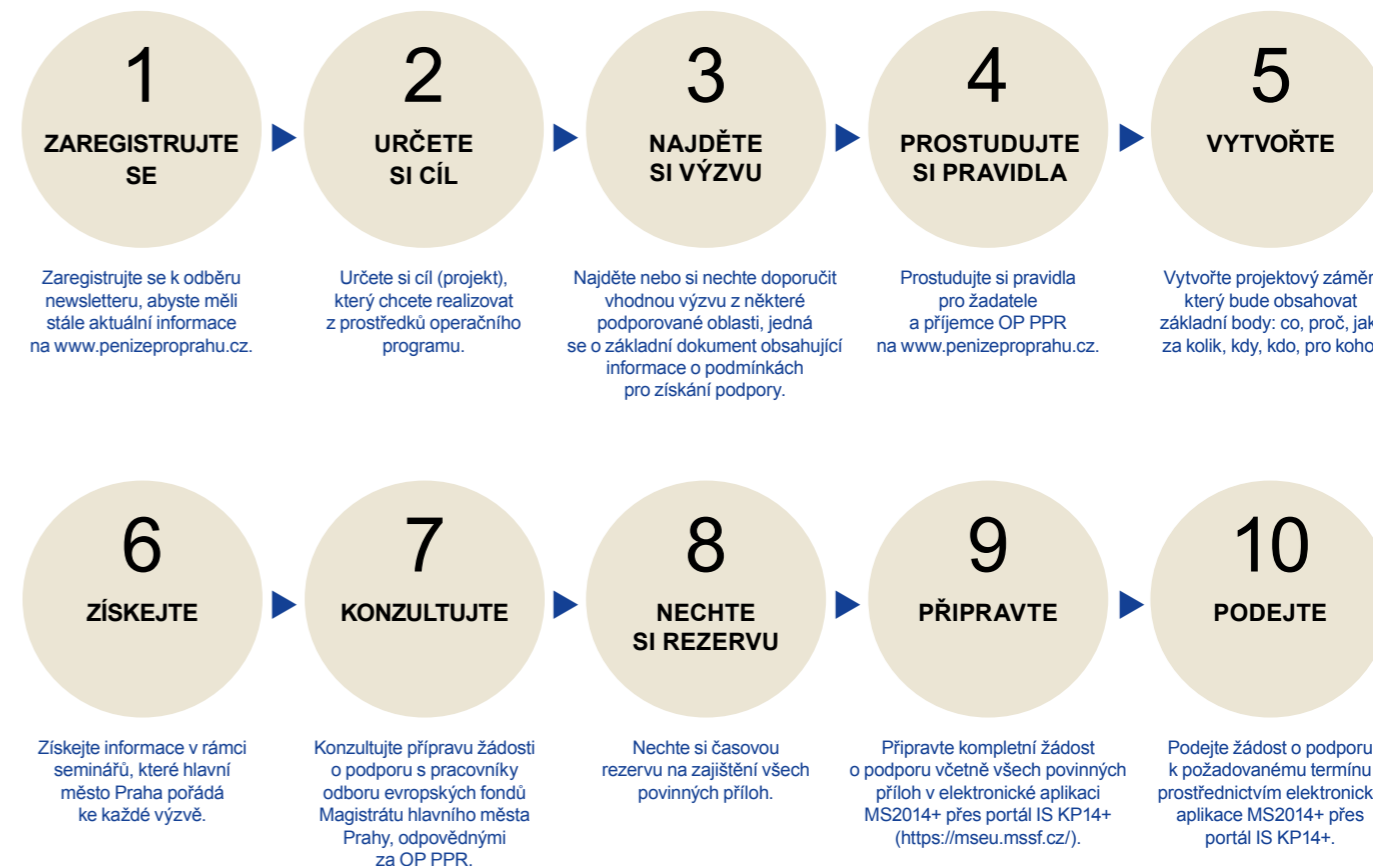 1
ZAREGISTRUJTE
SE
Zaregistrujte se k odběru
newsletteru, abyste měli
stále aktuální informace
na www.penizeproprahu.cz.
2
URČETE
SI CÍL
Určete si cíl (projekt),
který chcete realizovat
z prostředků operačního
programu.
3
NAJDĚTE
SI VÝZVU
Najděte nebo si nechte doporučit
vhodnou výzvu z některé
podporované oblasti, jedná
se o základní dokument obsahující
informace o podmínkách
pro získání podpory.
4
PROSTUDUJTE
SI PRAVIDLA
Prostudujte si pravidla
pro žadatele
a příjemce OP PPR
na www.penizeproprahu.cz.
5
VYTVOŘTE
Vytvořte projektový záměr
který bude obsahovat
základní body: co, proč, jak
za kolik, kdy, kdo, pro koho
6
ZÍSKEJTE
Získejte informace v rámci
seminářů, které hlavní
město Praha pořádá
ke každé výzvě.
7
KONZULTUJTE
Konzultujte přípravu žádosti
o podporu s pracovníky
odboru evropských fondů
Magistrátu hlavního města
Prahy, odpovědnými
za OP PPR.
8
NECHTE
SI REZERVU
Nechte si časovou
rezervu na zajištění všech
povinných příloh.
9
PŘIPRAVTE
Připravte kompletní žádost
o podporu včetně všech povinných
příloh v elektronické aplikaci
MS2014+ přes portál IS KP14+
(https://mseu.mssf.cz/).
10
PODEJTE
Podejte žádost o podporu
k požadovanému termínu
prostřednictvím elektronick
aplikace MS2014+ přes
portál IS KP14+.